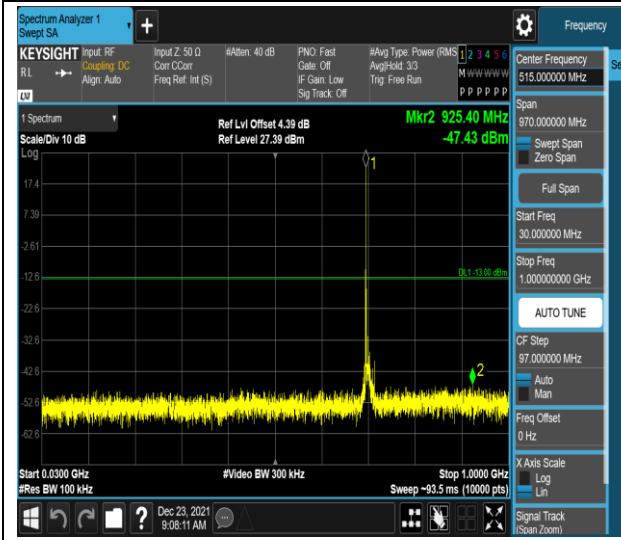 Spectrum Analyzer 1
Swept SA
+
Frequency
KEYSIGHT
RL
LXI
Input: RF
Coupling: DC
Align: Auto
Input Z: 50 Ω
Corr CCorr
Freq Ref: Int (S)
#Atten: 40 dB
PNO: Fast
Gate: Off
IF Gain: Low
Sig Track: Off
#Avg Type: Power (RMS
Avg|Hold: 3/3
Trig: Free Run
1 2 3 4 5 6
M W W W W W
P P P P P P
1 Spectrum
Scale/Div 10 dB
Log
Ref Lvl Offset 4.39 dB
Ref Level 27.39 dBm
Mkr2 925.40 MHz
-47.43 dBm
1
17.4
7.39
-2.61
-12.6
DL1 -13.00 dBm
-22.6
-32.6
-42.6
2
-52.6
-62.6
Start 0.0300 GHz
#Res BW 100 kHz
#Video BW 300 kHz
Stop 1.0000 GHz
Sweep ~93.5 ms (10000 pts)
?
Dec 23, 2021
9:08:11 AM
Center Frequency
515.000000 MHz
Se
Span
970.000000 MHz
Swept Span
Zero Span
Full Span
Start Freq
30.000000 MHz
Stop Freq
1.000000000 GHz
AUTO TUNE
CF Step
97.000000 MHz
Auto
Man
Freq Offset
0 Hz
X Axis Scale
Log
Lin
Signal Track
(Span Zoom)